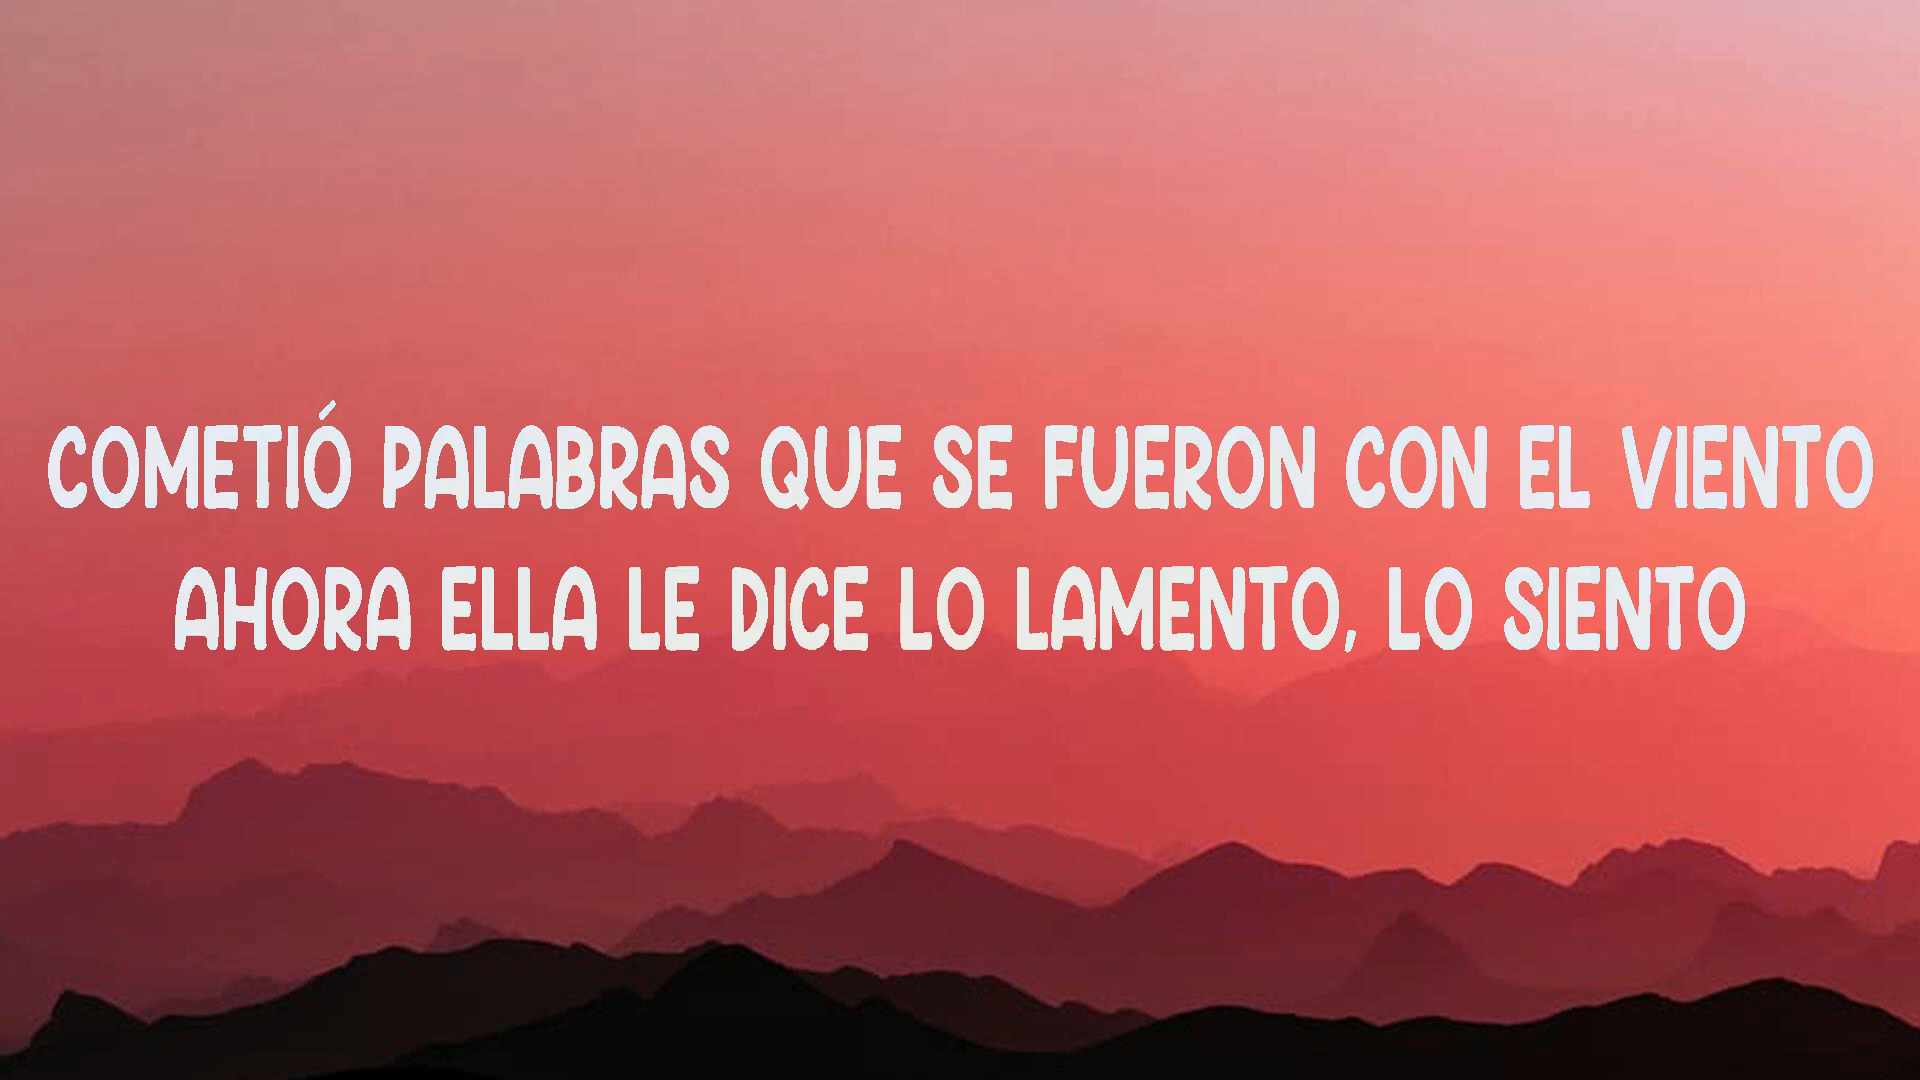 COMETIÓ PALABRAS QUE SE FUERON CON EL VIENTO
AHORA ELLA LE DICE LO LAMENTO, LO SIENTO